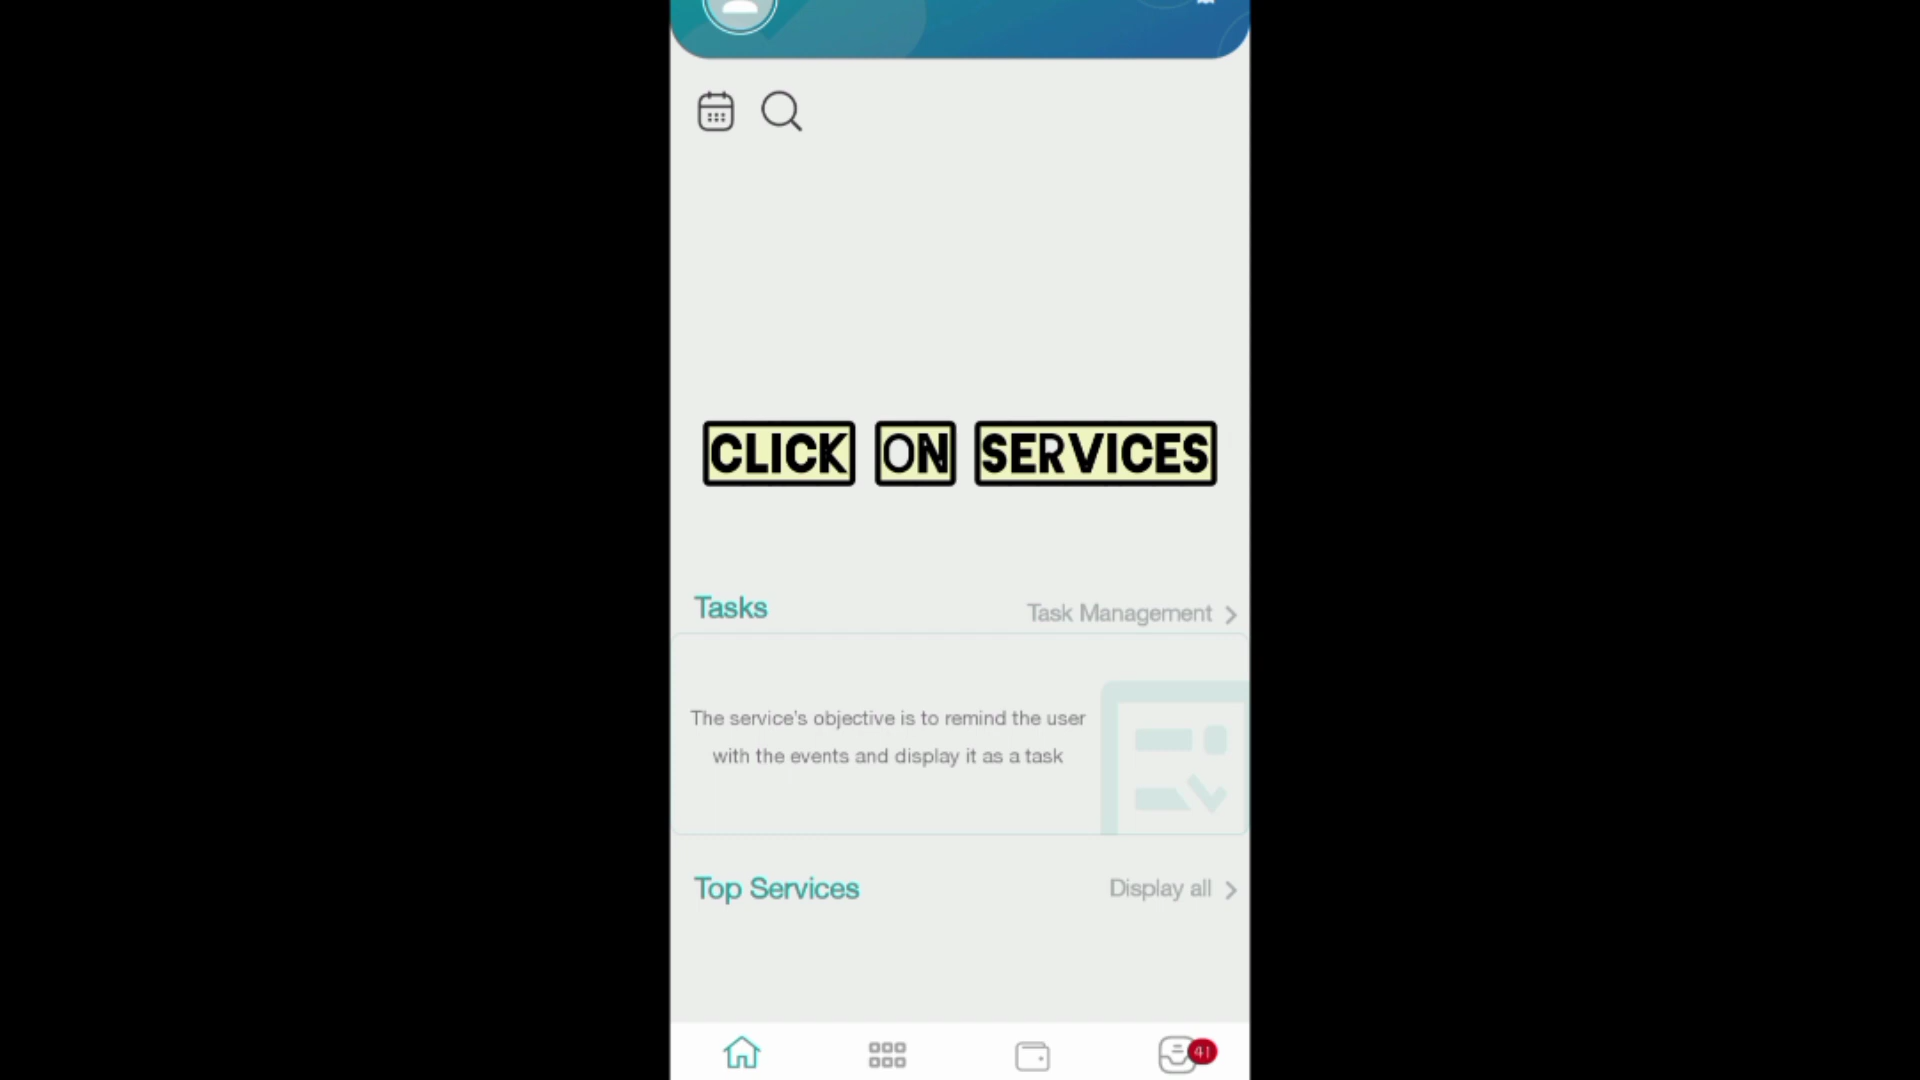 CLICK ON SERVICES
Tasks
Task Management
The service's objective is to remind the user
with the events and display it as a task
Top Services
Display all
41